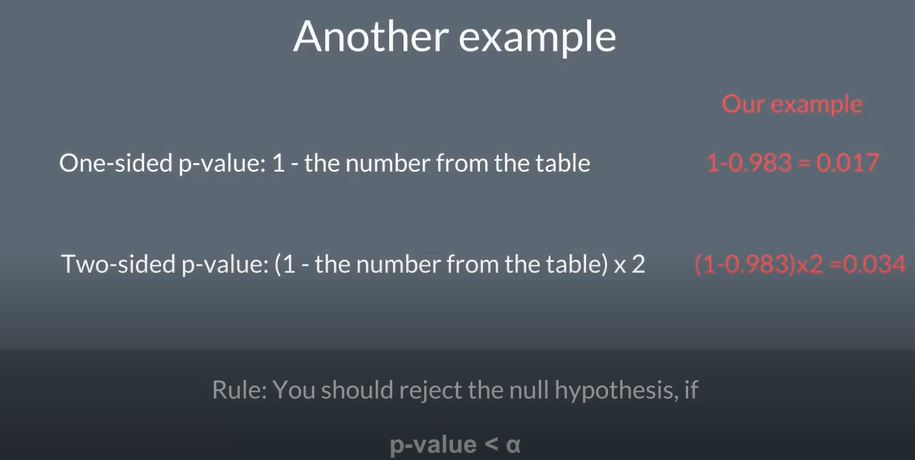 Another example
Our example
One-sided p-value: 1 - the number from the table
1-0.983 = 0.017
Two-sided p-value: (1 - the number from the table) x 2
(1-0.983)x2 =0.034
Rule: You should reject the null hypothesis, if
p-value < α